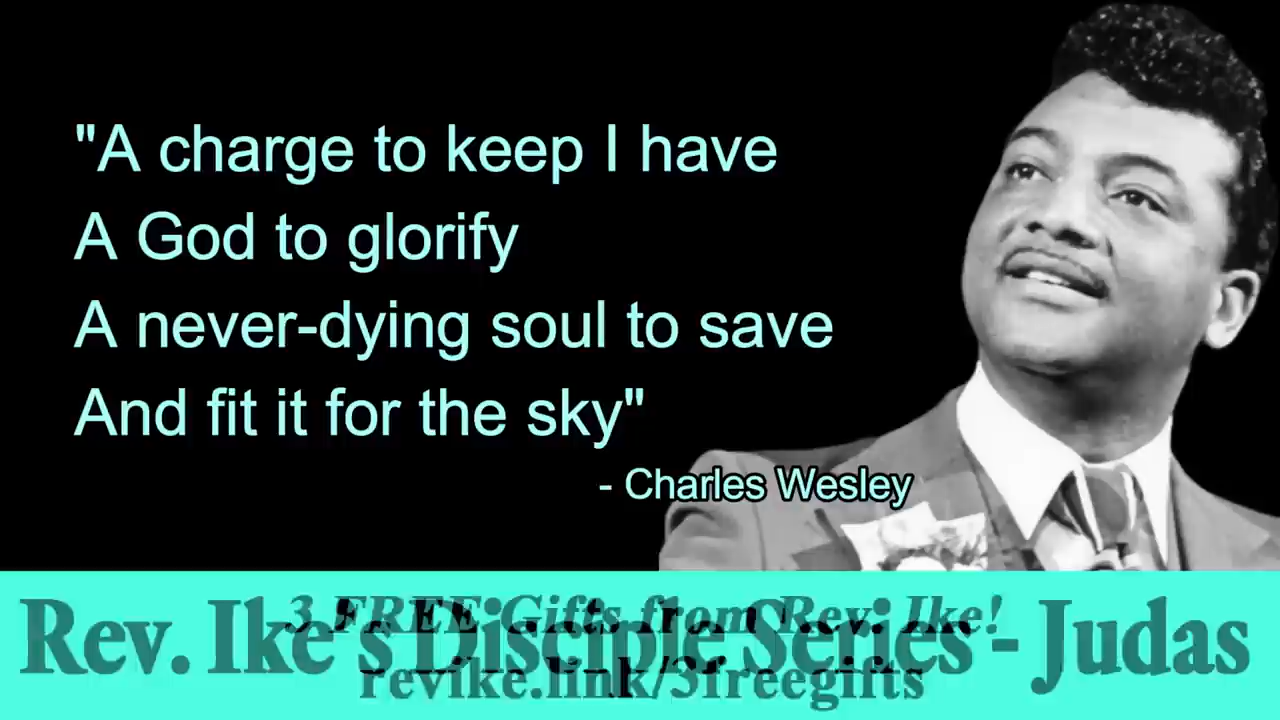 "A charge to keep I have
A God to glorify
A never-dying soul to save
And fit it for the sky"
- Charles Wesley
3 FREE Gifts from Rev. Ike!
Rev. Ike's Disciple Series - Judas
revike.link/3freegifts